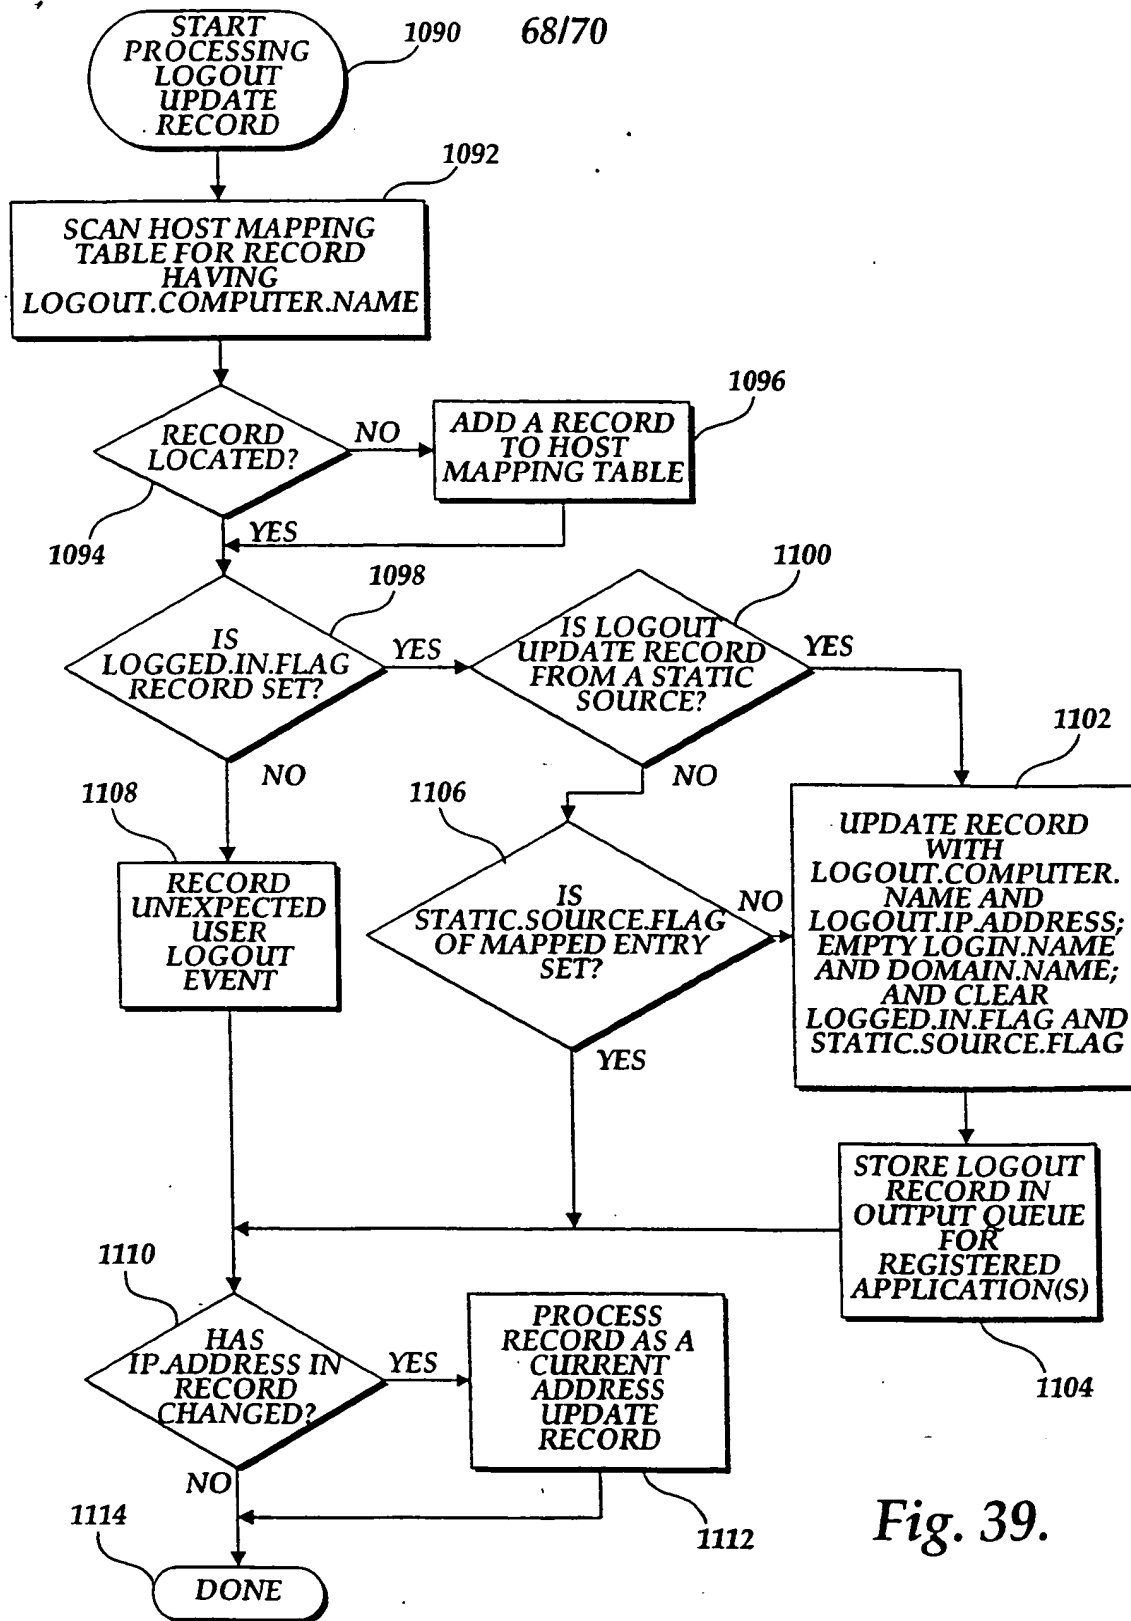 68/70
START
PROCESSING
LOGOUT
UPDATE
RECORD
1090
1092
SCAN HOST MAPPING
TABLE FOR RECORD
HAVING
LOGOUT.COMPUTER.NAME
RECORD
LOCATED?
NO
YES
1094
1096
ADD A RECORD
TO HOST
MAPPING TABLE
1098
IS
LOGGED.IN.FLAG
RECORD SET?
YES
NO
1100
IS LOGOUT
UPDATE RECORD
FROM A STATIC
SOURCE?
YES
NO
1102
UPDATE RECORD
WITH
LOGOUT.COMPUTER.
NAME AND
LOGOUT.IP.ADDRESS;
EMPTY LOGIN.NAME
AND DOMAIN.NAME;
AND CLEAR
LOGGED.IN.FLAG AND
STATIC.SOURCE.FLAG
1106
IS
STATIC.SOURCE.FLAG
OF MAPPED ENTRY
SET?
NO
YES
1108
RECORD
UNEXPECTED
USER
LOGOUT
EVENT
STORE LOGOUT
RECORD IN
OUTPUT QUEUE
FOR
REGISTERED
APPLICATION(S)
1104
1110
HAS
IP.ADDRESS IN
RECORD
CHANGED?
YES
NO
PROCESS
RECORD AS A
CURRENT
ADDRESS
UPDATE
RECORD
1112
1114
DONE
Fig. 39.